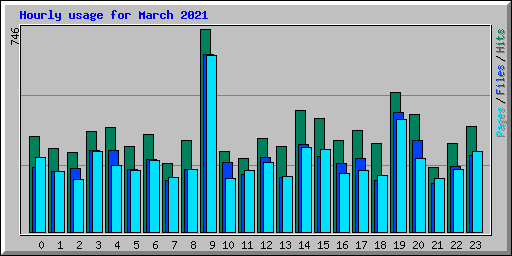 Hourly usage for March 2021
746
Pages / Files / Hits
0 1 2 3 4 5 6 7 8 9 10 11 12 13 14 15 16 17 18 19 20 21 22 23